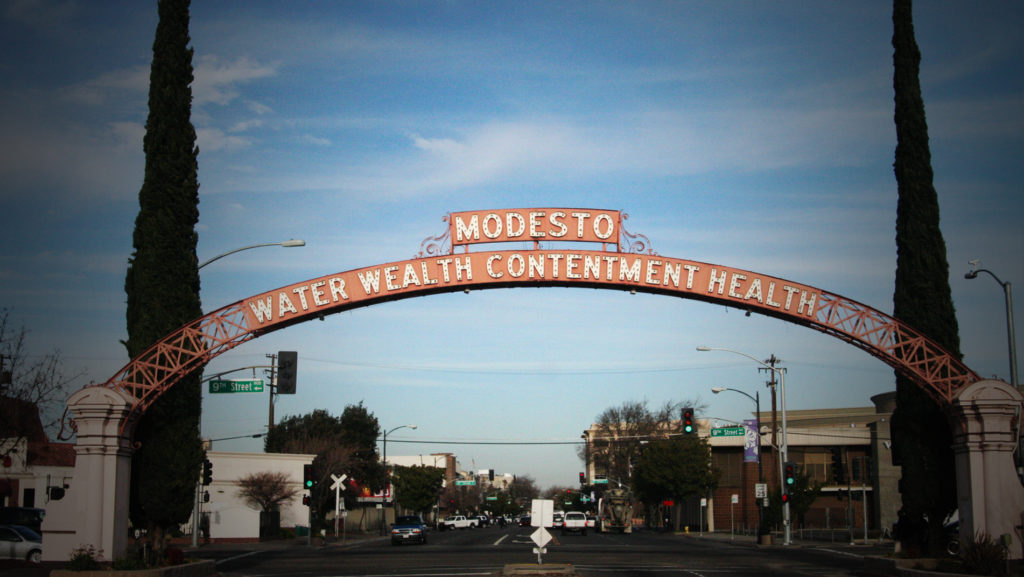 MODESTO
WATER WEALTH CONTENTMENT HEALTH
9TH Street
9TH Street